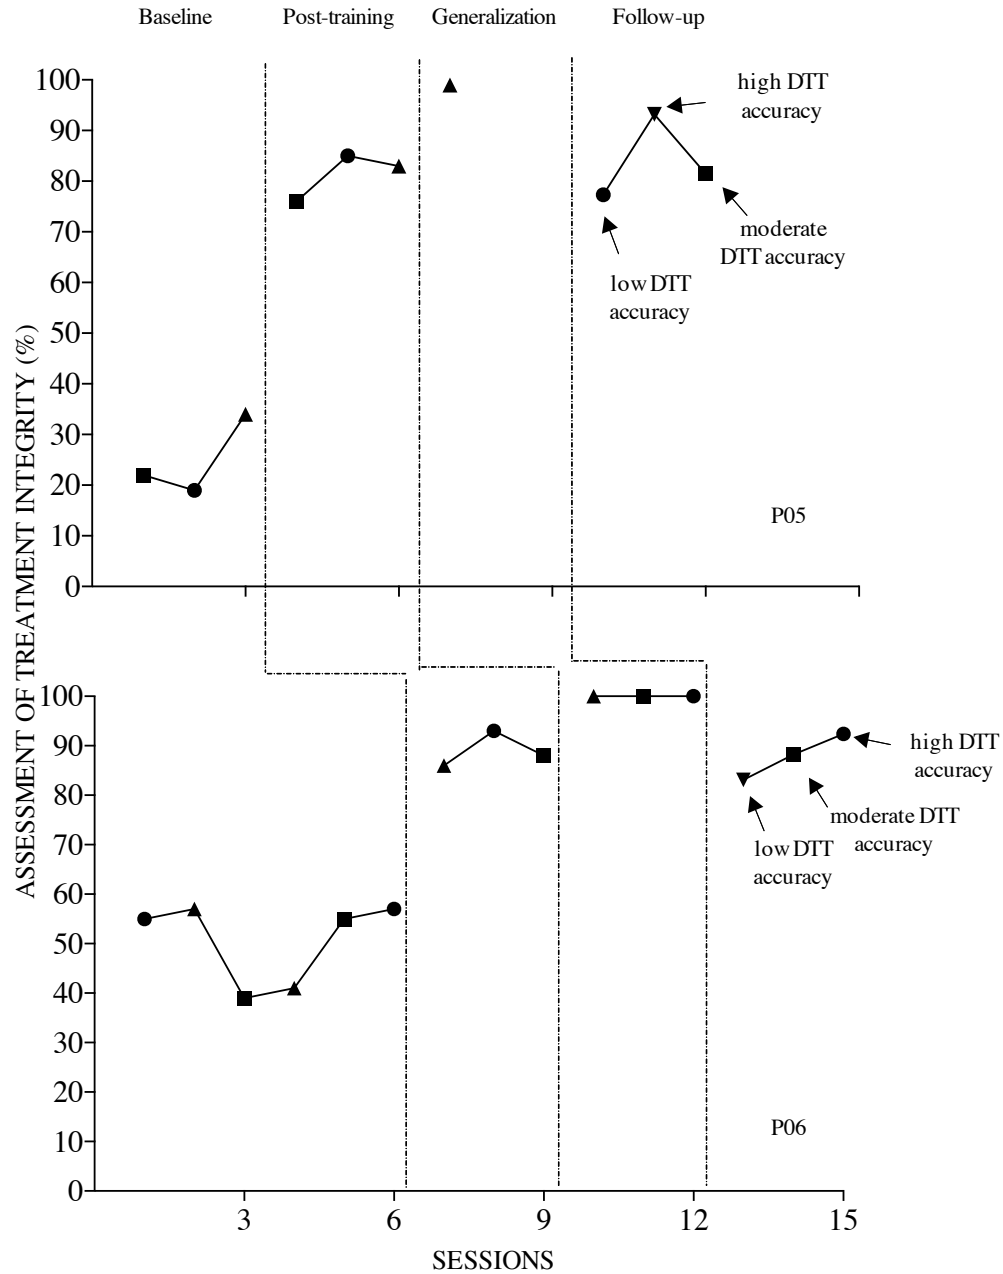 Baseline Post-training Generalization Follow-up
ASSESSMENT OF TREATMENT INTEGRITY (%)
100
90
80
70
60
50
40
30
20
10
0
high DTT
accuracy
moderate
DTT accuracy
low DTT
accuracy
P05
100
90
80
70
60
50
40
30
20
10
0
high DTT
accuracy
moderate DTT
accuracy
low DTT
accuracy
P06
3 6 9 12 15
SESSIONS